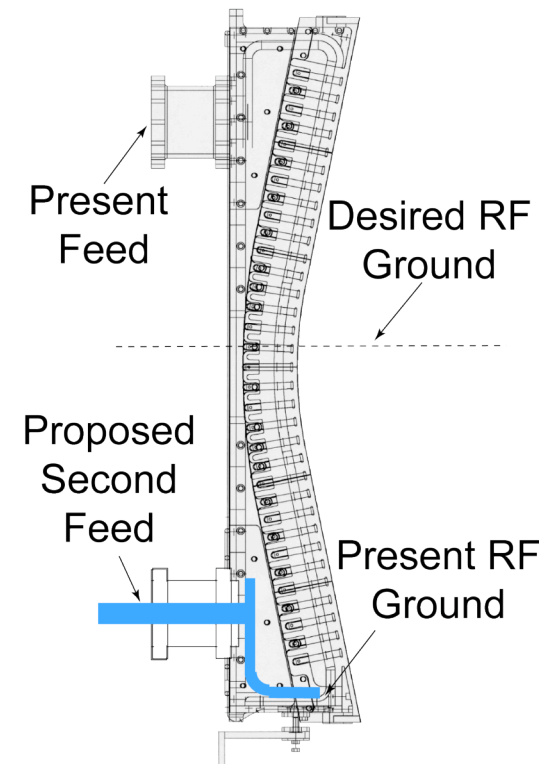 Present
Feed
Desired RF
Ground
Proposed
Second
Feed
Present RF
Ground